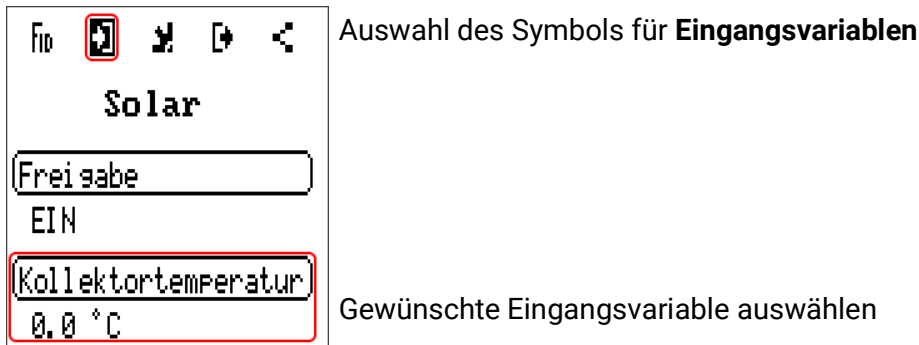 Auswahl des Symbols für Eingangsvariablen
Solar
Freigabe
EIN
Kollektortemperatur
0.0 °C
Gewünschte Eingangsvariable auswählen